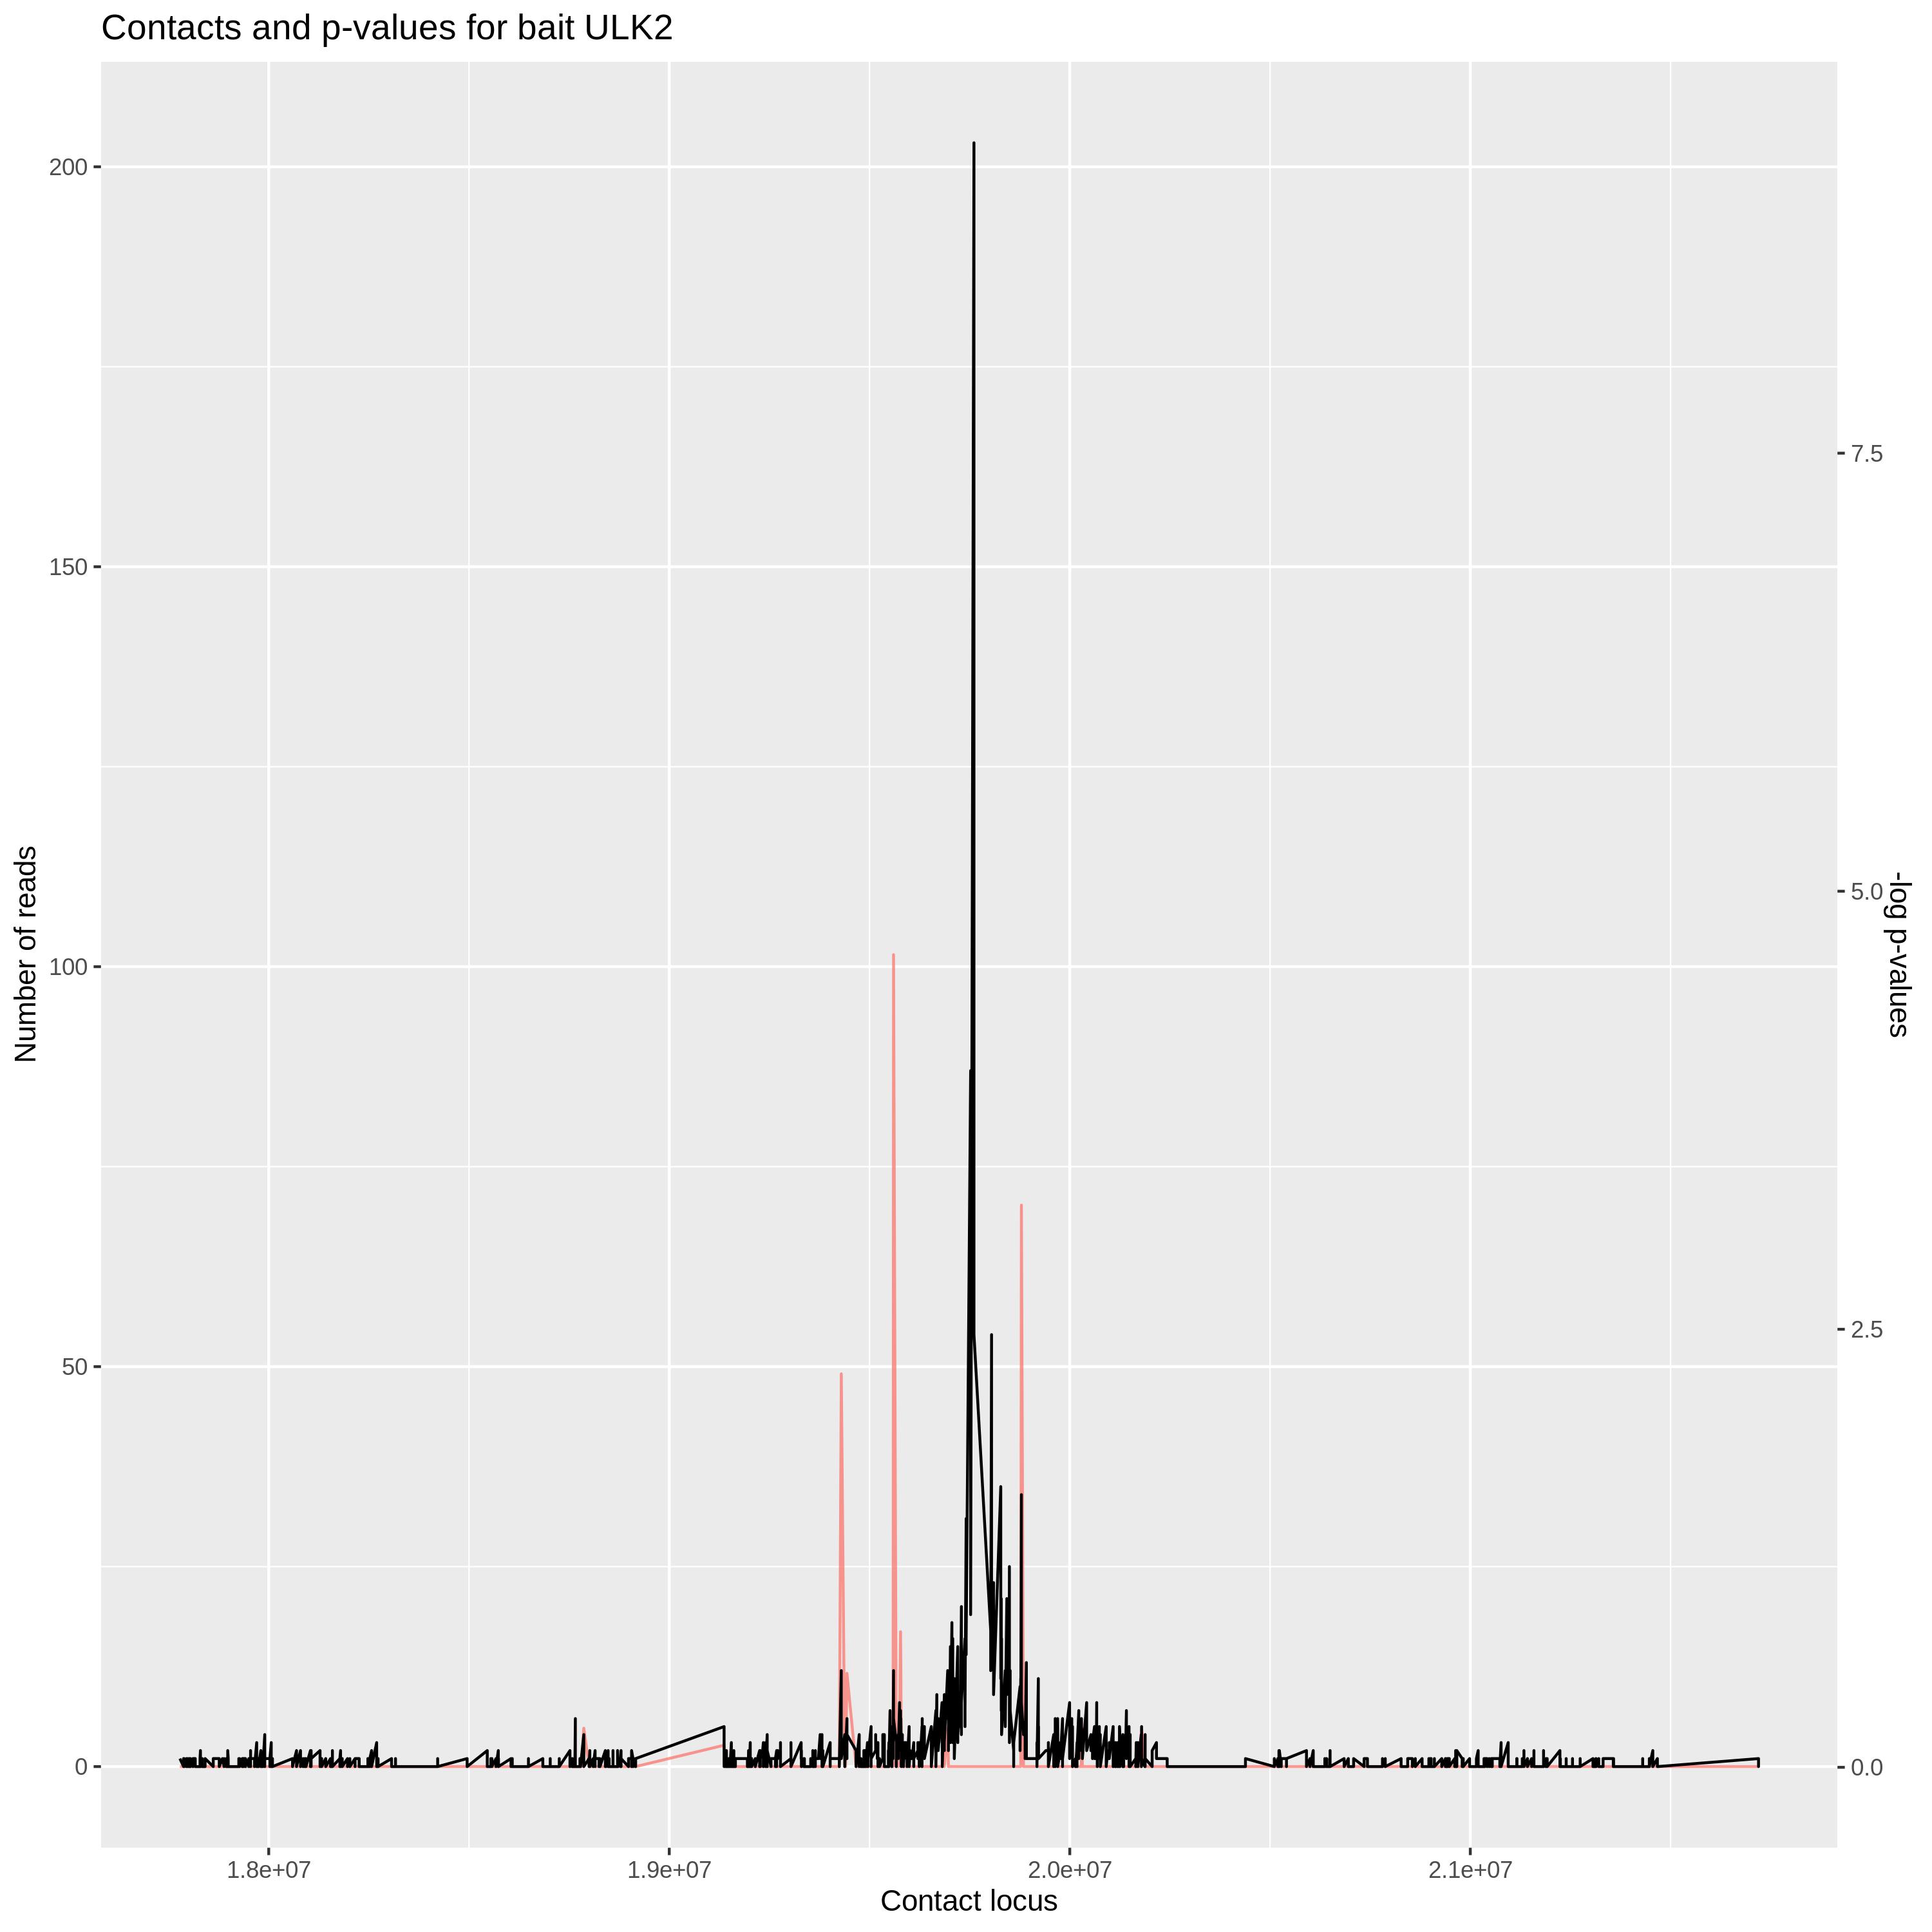 Contacts and p-values for bait ULK2
200
150
100
50
0
Number of reads
7.5
5.0
2.5
0.0
-log p-values
1.8e+07
1.9e+07
2.0e+07
2.1e+07
Contact locus